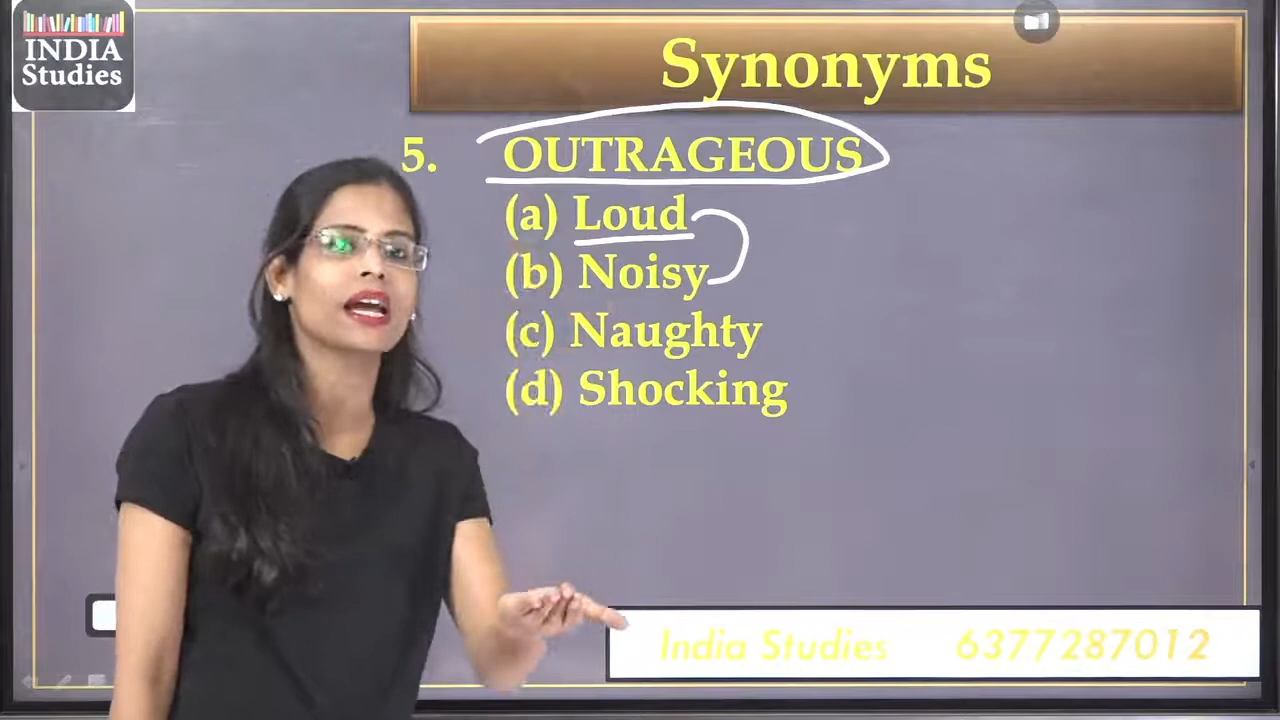 INDIA
Studies
Synonyms
5. OUTRAGEOUS
(a) Loud
(b) Noisy
(c) Naughty
(d) Shocking
India Studies 6377287012